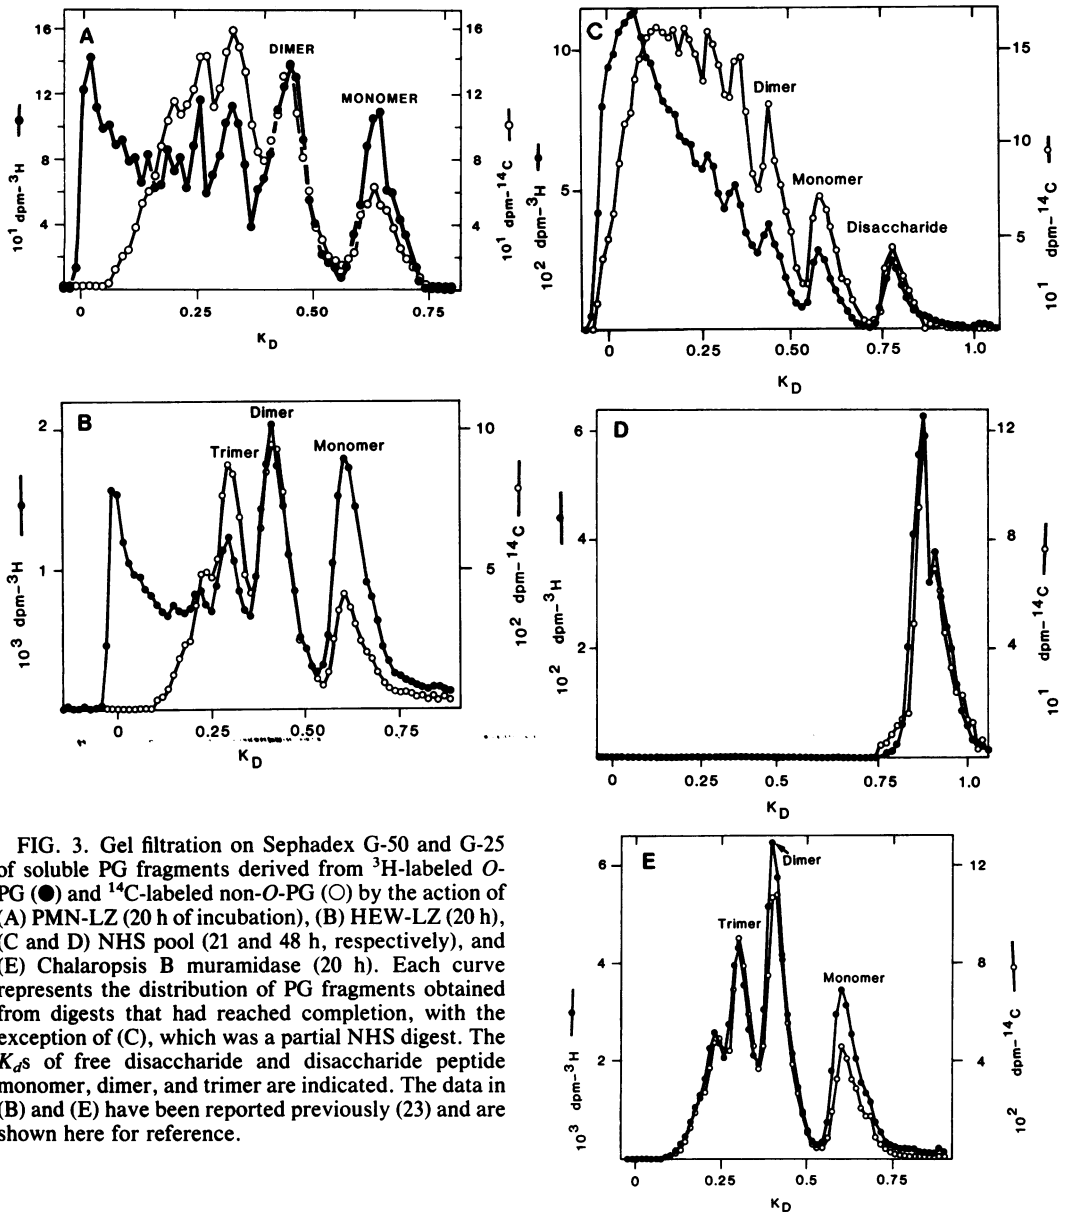 A
16
12
8
4
10¹ dpm-³H
16
12
8
4
10¹ dpm-¹⁴C
DIMER
MONOMER
0
0.25
0.50
0.75
K_D
B
2
1
10³ dpm-³H
10
5
10² dpm-¹⁴C
Trimer
Dimer
Monomer
0
0.25
0.50
0.75
K_D
C
10
5
10² dpm-³H
15
10
5
10¹ dpm-¹⁴C
Dimer
Monomer
Disaccharide
0
0.25
0.50
0.75
1.0
K_D
D
6
4
2
10² dpm-³H
12
8
4
10¹ dpm-¹⁴C
0
0.25
0.50
0.75
1.0
K_D
FIG. 3. Gel filtration on Sephadex G-50 and G-25
of soluble PG fragments derived from ³H-labeled O-
PG (●) and ¹⁴C-labeled non-O-PG (○) by the action of
(A) PMN-LZ (20 h of incubation), (B) HEW-LZ (20 h),
(C and D) NHS pool (21 and 48 h, respectively), and
(E) Chalaropsis B muramidase (20 h). Each curve
represents the distribution of PG fragments obtained
from digests that had reached completion, with the
exception of (C), which was a partial NHS digest. The
K_ds of free disaccharide and disaccharide peptide
monomer, dimer, and trimer are indicated. The data in
(B) and (E) have been reported previously (23) and are
shown here for reference.
E
6
4
2
10³ dpm-³H
12
8
4
10² dpm-¹⁴C
Dimer
Trimer
Monomer
0
0.25
0.50
0.75
K_D